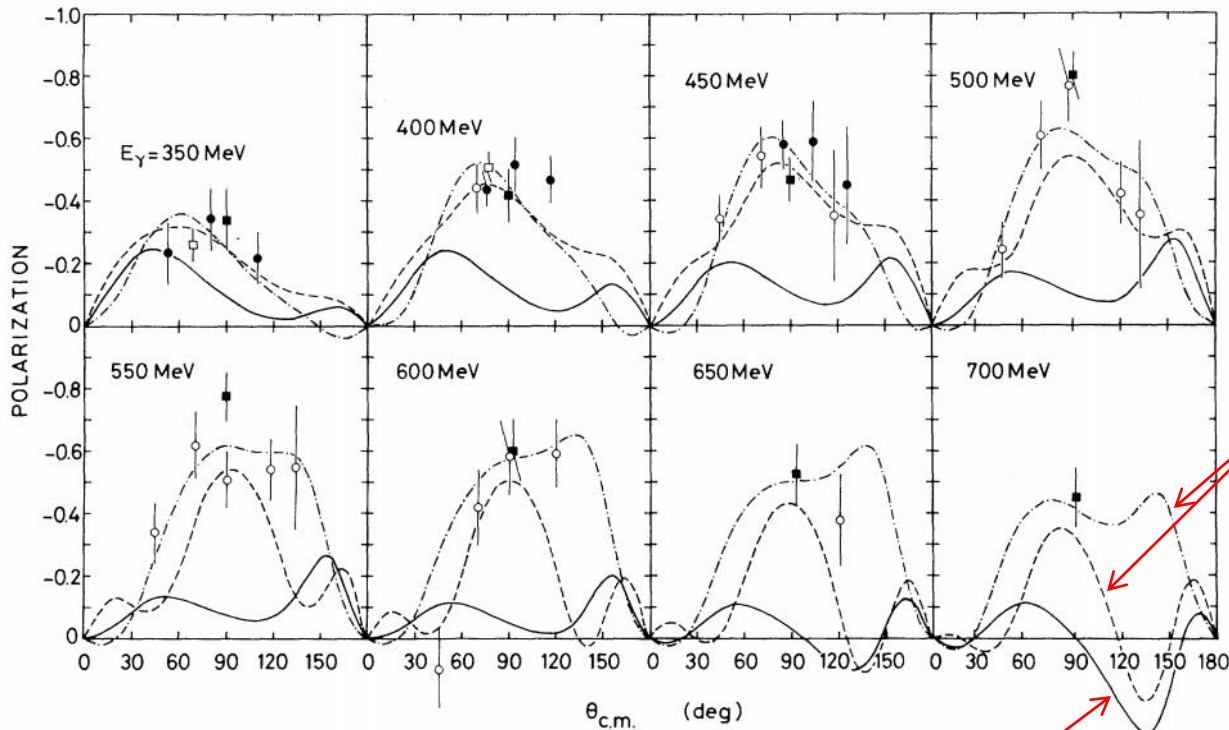 -1.0
-0.8
-0.6
-0.4
-0.2
0
Eγ=350 MeV
400 MeV
450 MeV
500 MeV
POLARIZATION
-0.8
-0.6
-0.4
-0.2
0
550 MeV
600 MeV
650 MeV
700 MeV
0 30 60 90 120 150 0 30 60 90 120 150 0 30 60 90 120 150 0 30 60 90 120 150 180
θc.m. (deg)